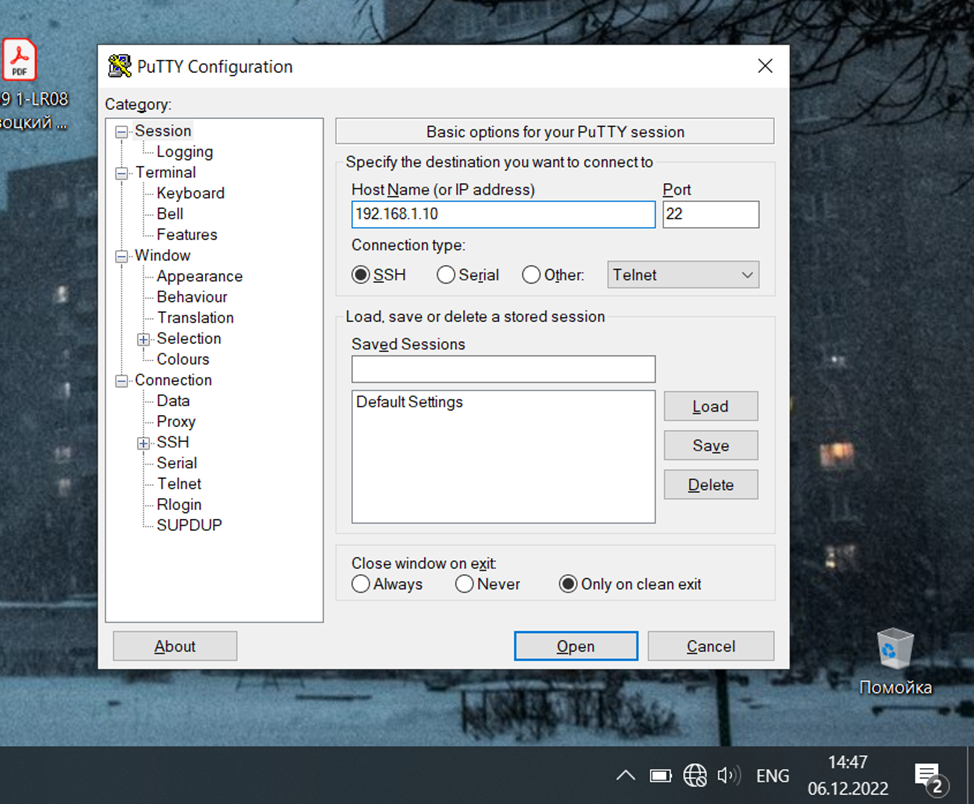 PDF
9 1-LR08
воцкий ...
PuTTY Configuration
Category:
Session
Logging
Terminal
Keyboard
Bell
Features
Window
Appearance
Behaviour
Translation
Selection
Colours
Connection
Data
Proxy
SSH
Serial
Telnet
Rlogin
SUPDUP
Basic options for your PuTTY session
Specify the destination you want to connect to
Host Name (or IP address) Port
192.168.1.10 22
Connection type:
SSH Serial Other: Telnet
Load, save or delete a stored session
Saved Sessions
Default Settings
Load
Save
Delete
Close window on exit:
Always Never Only on clean exit
About Open Cancel
Помойка
ENG 14:47
06.12.2022
2